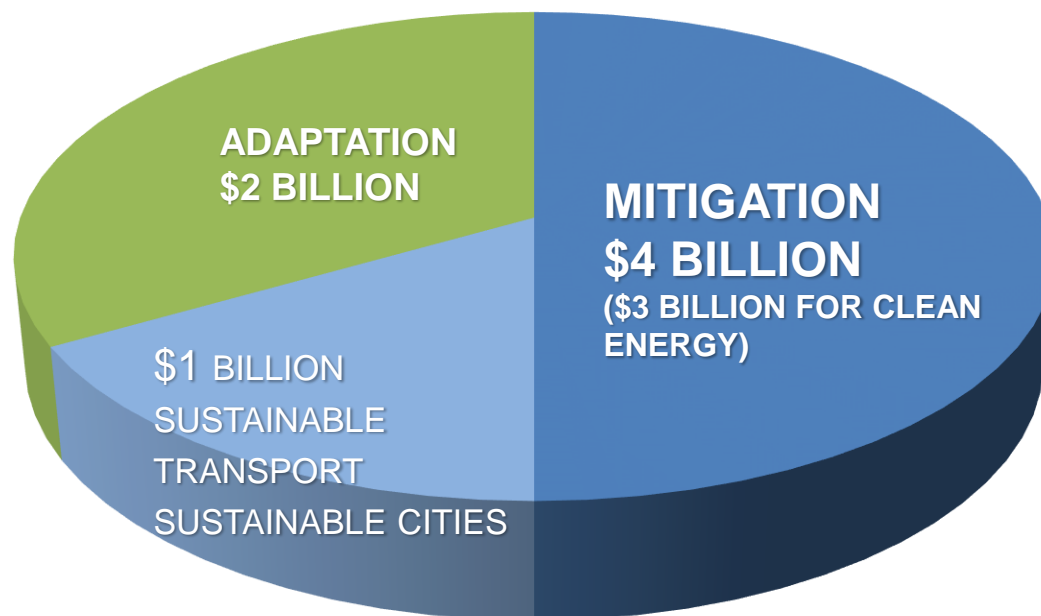 ADAPTATION
$2 BILLION
MITIGATION
$4 BILLION
($3 BILLION FOR CLEAN
ENERGY)
$1 BILLION
SUSTAINABLE
TRANSPORT
SUSTAINABLE CITIES